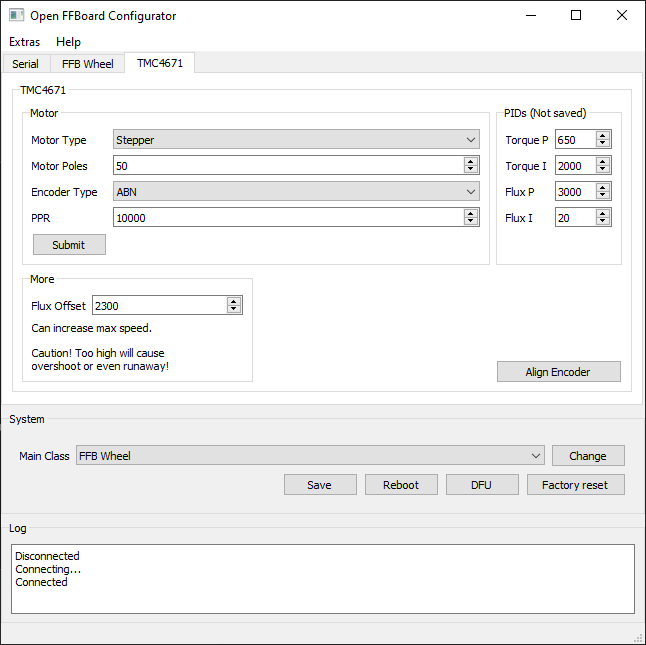 Open FFBoard Configurator
Extras Help
Serial FFB Wheel TMC4671
TMC4671
Motor
Motor Type Stepper
Motor Poles 50
Encoder Type ABN
PPR 10000
Submit
PIDs (Not saved)
Torque P 650
Torque I 2000
Flux P 3000
Flux I 20
More
Flux Offset 2300
Can increase max speed.
Caution! Too high will cause
overshoot or even runaway!
Align Encoder
System
Main Class FFB Wheel Change
Save Reboot DFU Factory reset
Log
Disconnected
Connecting...
Connected